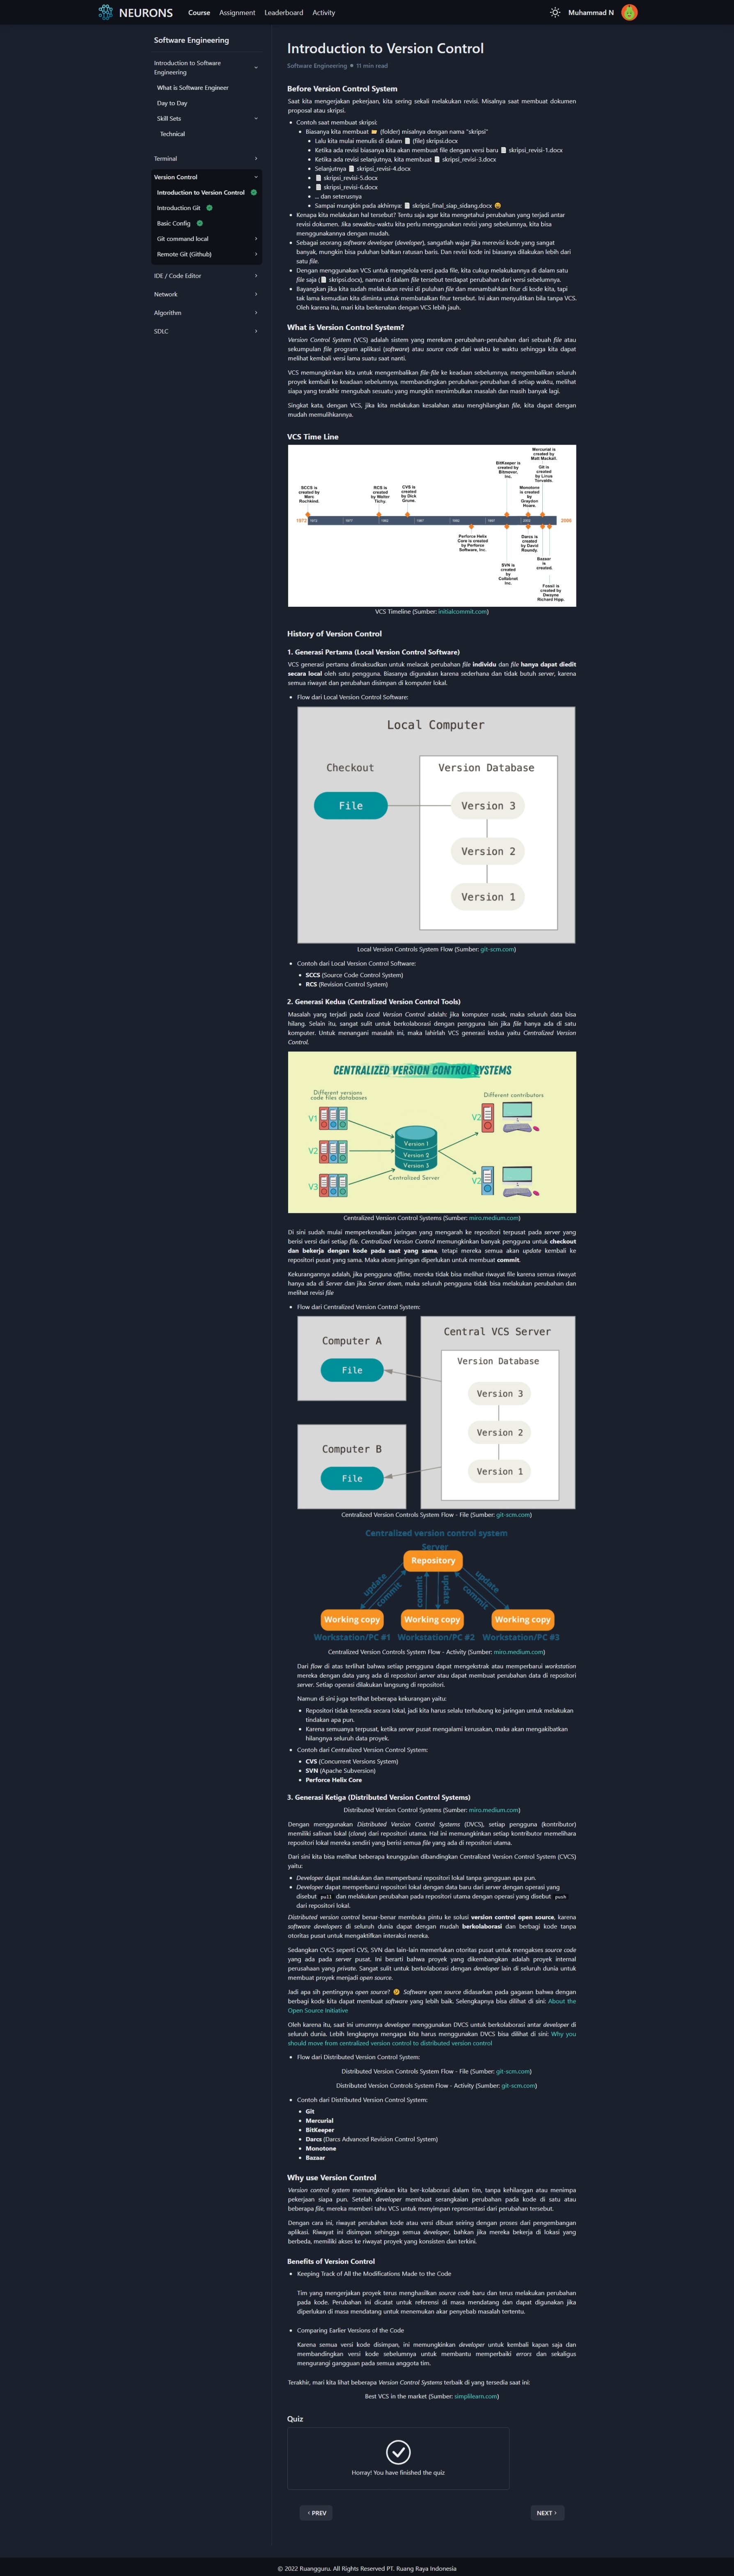 NEURONS
Course
Assignment
Leaderboard
Activity
Muhammad N
Software Engineering
Introduction to Software
Engineering
What is Software Engineer
Day to Day
Skill Sets
Technical
Terminal
Version Control
Introduction to Version Control
Introduction Git
Basic Config
Git command local
Remote Git (Github)
IDE / Code Editor
Network
Algorithm
SDLC
Introduction to Version Control
Software Engineering • 11 min read
Before Version Control System
Saat kita mengerjakan pekerjaan, kita sering sekali melakukan revisi. Misalnya saat membuat dokumen
proposal atau skripsi.
• Contoh saat membuat skripsi:
• Biasanya kita membuat 📂 (folder) misalnya dengan nama "skripsi"
• Lalu kita mulai menulis di dalam 📄 (file) skripsi.docx
• Ketika ada revisi biasanya kita akan membuat file dengan versi baru 📄 skripsi_revisi-1.docx
• Ketika ada revisi selanjutnya, kita membuat 📄 skripsi_revisi-3.docx
• Selanjutnya 📄 skripsi_revisi-4.docx
• 📄 skripsi_revisi-5.docx
• 📄 skripsi_revisi-6.docx
• ... dan seterusnya
• Sampai mungkin pada akhirnya: 📄 skripsi_final_siap_sidang.docx
• Kenapa kita melakukan hal tersebut? Tentu saja agar kita mengetahui perubahan yang terjadi antar
revisi dokumen. Jika sewaktu-waktu kita perlu menggunakan revisi yang sebelumnya, kita bisa
menggunakannya dengan mudah.
• Sebagai seorang software developer (developer), sangatlah wajar jika merevisi kode yang sangat
banyak, mungkin bisa puluhan bahkan ratusan baris. Dan revisi kode ini biasanya dilakukan lebih dari
satu file.
• Dengan menggunakan VCS untuk mengelola versi pada file, kita cukup melakukannya di dalam satu
file saja (📄 skripsi.docx), namun di dalam file tersebut terdapat perubahan dari versi sebelumnya.
• Bayangkan jika kita sudah melakukan revisi di puluhan file dan menambahkan fitur di kode kita, tapi
tak lama kemudian kita diminta untuk membatalkan fitur tersebut. Ini akan menyulitkan bila tanpa VCS.
Oleh karena itu, mari kita berkenalan dengan VCS lebih jauh.
What is Version Control System?
Version Control System (VCS) adalah sistem yang merekam perubahan-perubahan dari sebuah file atau
sekumpulan file program aplikasi (software) atau source code dari waktu ke waktu sehingga kita dapat
melihat kembali versi lama suatu saat nanti.
VCS memungkinkan kita untuk mengembalikan file-file ke keadaan sebelumnya, mengembalikan seluruh
proyek kembali ke keadaan sebelumnya, membandingkan perubahan-perubahan di setiap waktu, melihat
siapa yang terakhir mengubah sesuatu yang mungkin menimbulkan masalah dan masih banyak lagi.
Singkat kata, dengan VCS, jika kita melakukan kesalahan atau menghilangkan file, kita dapat dengan
mudah memulihkannya.
VCS Time Line
SCCS is
created by
Marc
Rochkind.
RCS is
created
by Walter
Tichy.
CVS is
created
by Dick
Grune.
BitKeeper is
created by
Bitmover,
Inc.
Mercurial is
created by
Matt Mackall.
Git is
created
by Linus
Torvalds.
Monotone
is created
by
Graydon
Hoare.
1972
Perforce Helix
Core is created
by Perforce
Software, Inc.
SVN is
created
by
Collabnet
Inc.
Darcs is
created
by David
Roundy.
Bazaar
is
created.
Fossil is
created by
Dwayne
Richard Hipp.
VCS Timeline (Sumber: initialcommit.com)
History of Version Control
1. Generasi Pertama (Local Version Control Software)
VCS generasi pertama dimaksudkan untuk melacak perubahan file individu dan file hanya dapat diedit
secara local oleh satu pengguna. Biasanya digunakan karena sederhana dan tidak butuh server, karena
semua riwayat dan perubahan disimpan di komputer lokal.
• Flow dari Local Version Control Software:
Local Computer
Checkout
Version Database
File
Version 3
Version 2
Version 1
Local Version Controls System Flow (Sumber: git-scm.com)
• Contoh dari Local Version Control Software:
• SCCS (Source Code Control System)
• RCS (Revision Control System)
2. Generasi Kedua (Centralized Version Control Tools)
Masalah yang terjadi pada Local Version Control adalah: jika komputer rusak, maka seluruh data bisa
hilang. Selain itu, sangat sulit untuk berkolaborasi dengan pengguna lain jika file hanya ada di satu
komputer. Untuk menangani masalah ini, maka lahirlah VCS generasi kedua yaitu Centralized Version
Control.
CENTRALIZED VERSION CONTROL SYSTEMS
Different versions
code files databases
Different contributors
V1
V2
V3
Version 1
Version 2
Version 3
Centralized Server
V2
V2
Centralized Version Control Systems (Sumber: miro.medium.com)
Di sini sudah mulai memperkenalkan jaringan yang mengarah ke repositori terpusat pada server yang
berisi versi dari setiap file. Centralized Version Control memungkinkan banyak pengguna untuk checkout
dan bekerja dengan kode pada saat yang sama, tetapi mereka semua akan update kembali ke
repositori pusat yang sama. Maka akses jaringan diperlukan untuk membuat commit.
Kekurangannya adalah, jika pengguna offline, mereka tidak bisa melihat riwayat file karena semua riwayat
hanya ada di Server dan jika Server down, maka seluruh pengguna tidak bisa melakukan perubahan dan
melihat revisi file
• Flow dari Centralized Version Control System:
Computer A
File
Computer B
File
Central VCS Server
Version Database
Version 3
Version 2
Version 1
Centralized Version Controls System Flow - File (Sumber: git-scm.com)
Centralized version control system
Server
Repository
update
commit
commit
update
update
commit
Working copy
Working copy
Working copy
Workstation/PC #1
Workstation/PC #2
Workstation/PC #3
Centralized Version Controls System Flow - Activity (Sumber: miro.medium.com)
Dari flow di atas terlihat bahwa setiap pengguna dapat mengekstrak atau memperbarui workstation
mereka dengan data yang ada di repositori server atau dapat membuat perubahan data di repositori
server. Setiap operasi dilakukan langsung di repositori.
Namun di sini juga terlihat beberapa kekurangan yaitu:
• Repositori tidak tersedia secara lokal, jadi kita harus selalu terhubung ke jaringan untuk melakukan
tindakan apa pun.
• Karena semuanya terpusat, ketika server pusat mengalami kerusakan, maka akan mengakibatkan
hilangnya seluruh data proyek.
• Contoh dari Centralized Version Control System:
• CVS (Concurrent Versions System)
• SVN (Apache Subversion)
• Perforce Helix Core
3. Generasi Ketiga (Distributed Version Control Systems)
Distributed Version Control Systems (Sumber: miro.medium.com)
Dengan menggunakan Distributed Version Control Systems (DVCS), setiap pengguna (kontributor)
memiliki salinan lokal (clone) dari repositori utama. Hal ini memungkinkan setiap kontributor memelihara
repositori lokal mereka sendiri yang berisi semua file yang ada di repositori utama.
Dari sini kita bisa melihat beberapa keunggulan dibandingkan Centralized Version Control System (CVCS)
yaitu:
• Developer dapat melakukan dan memperbarui repositori lokal tanpa gangguan apa pun.
• Developer dapat memperbarui repositori lokal dengan data baru dari server dengan operasi yang
disebut pull dan melakukan perubahan pada repositori utama dengan operasi yang disebut push
dari repositori lokal.
Distributed version control benar-benar membuka pintu ke solusi version control open source, karena
software developers di seluruh dunia dapat dengan mudah berkolaborasi dan berbagi kode tanpa
otoritas pusat untuk mengaktifkan interaksi mereka.
Sedangkan CVCS seperti CVS, SVN dan lain-lain memerlukan otoritas pusat untuk mengakses source code
yang ada pada server pusat. Ini berarti bahwa proyek yang dikembangkan adalah proyek internal
perusahaan yang private. Sangat sulit untuk berkolaborasi dengan developer lain di seluruh dunia untuk
membuat proyek menjadi open source.
Jadi apa sih pentingnya open source? 🤔 Software open source didasarkan pada gagasan bahwa dengan
berbagi kode kita dapat membuat software yang lebih baik. Selengkapnya bisa dilihat di sini: About the
Open Source Initiative
Oleh karena itu, saat ini umumnya developer menggunakan DVCS untuk berkolaborasi antar developer di
seluruh dunia. Lebih lengkapnya mengapa kita harus menggunakan DVCS bisa dilihat di sini: Why you
should move from centralized version control to distributed version control
• Flow dari Distributed Version Control System:
Distributed Version Controls System Flow - File (Sumber: git-scm.com)
Distributed Version Controls System Flow - Activity (Sumber: git-scm.com)
• Contoh dari Distributed Version Control System:
• Git
• Mercurial
• BitKeeper
• Darcs (Darcs Advanced Revision Control System)
• Monotone
• Bazaar
Why use Version Control
Version control system memungkinkan kita ber-kolaborasi dalam tim, tanpa kehilangan atau menimpa
pekerjaan siapa pun. Setelah developer membuat serangkaian perubahan pada kode di satu atau
beberapa file, mereka memberi tahu VCS untuk menyimpan representasi dari perubahan tersebut.
Dengan cara ini, riwayat perubahan kode atau versi dibuat seiring dengan proses dari pengembangan
aplikasi. Riwayat ini disimpan sehingga semua developer, bahkan jika mereka bekerja di lokasi yang
berbeda, memiliki akses ke riwayat proyek yang konsisten dan terkini.
Benefits of Version Control
• Keeping Track of All the Modifications Made to the Code
Tim yang mengerjakan proyek terus menghasilkan source code baru dan terus melakukan perubahan
pada kode. Perubahan ini dicatat untuk referensi di masa mendatang dan dapat digunakan jika
diperlukan di masa mendatang untuk menemukan akar penyebab masalah tertentu.
• Comparing Earlier Versions of the Code
Karena semua versi kode disimpan, ini memungkinkan developer untuk kembali kapan saja dan
membandingkan versi kode sebelumnya untuk membantu memperbaiki errors dan sekaligus
mengurangi gangguan pada semua anggota tim.
Terakhir, mari kita lihat beberapa Version Control Systems terbaik di yang tersedia saat ini:
Best VCS in the market (Sumber: simplilearn.com)
Quiz
Horray! You have finished the quiz
‹ PREV
NEXT ›
© 2022 Ruangguru. All Rights Reserved PT. Ruang Raya Indonesia